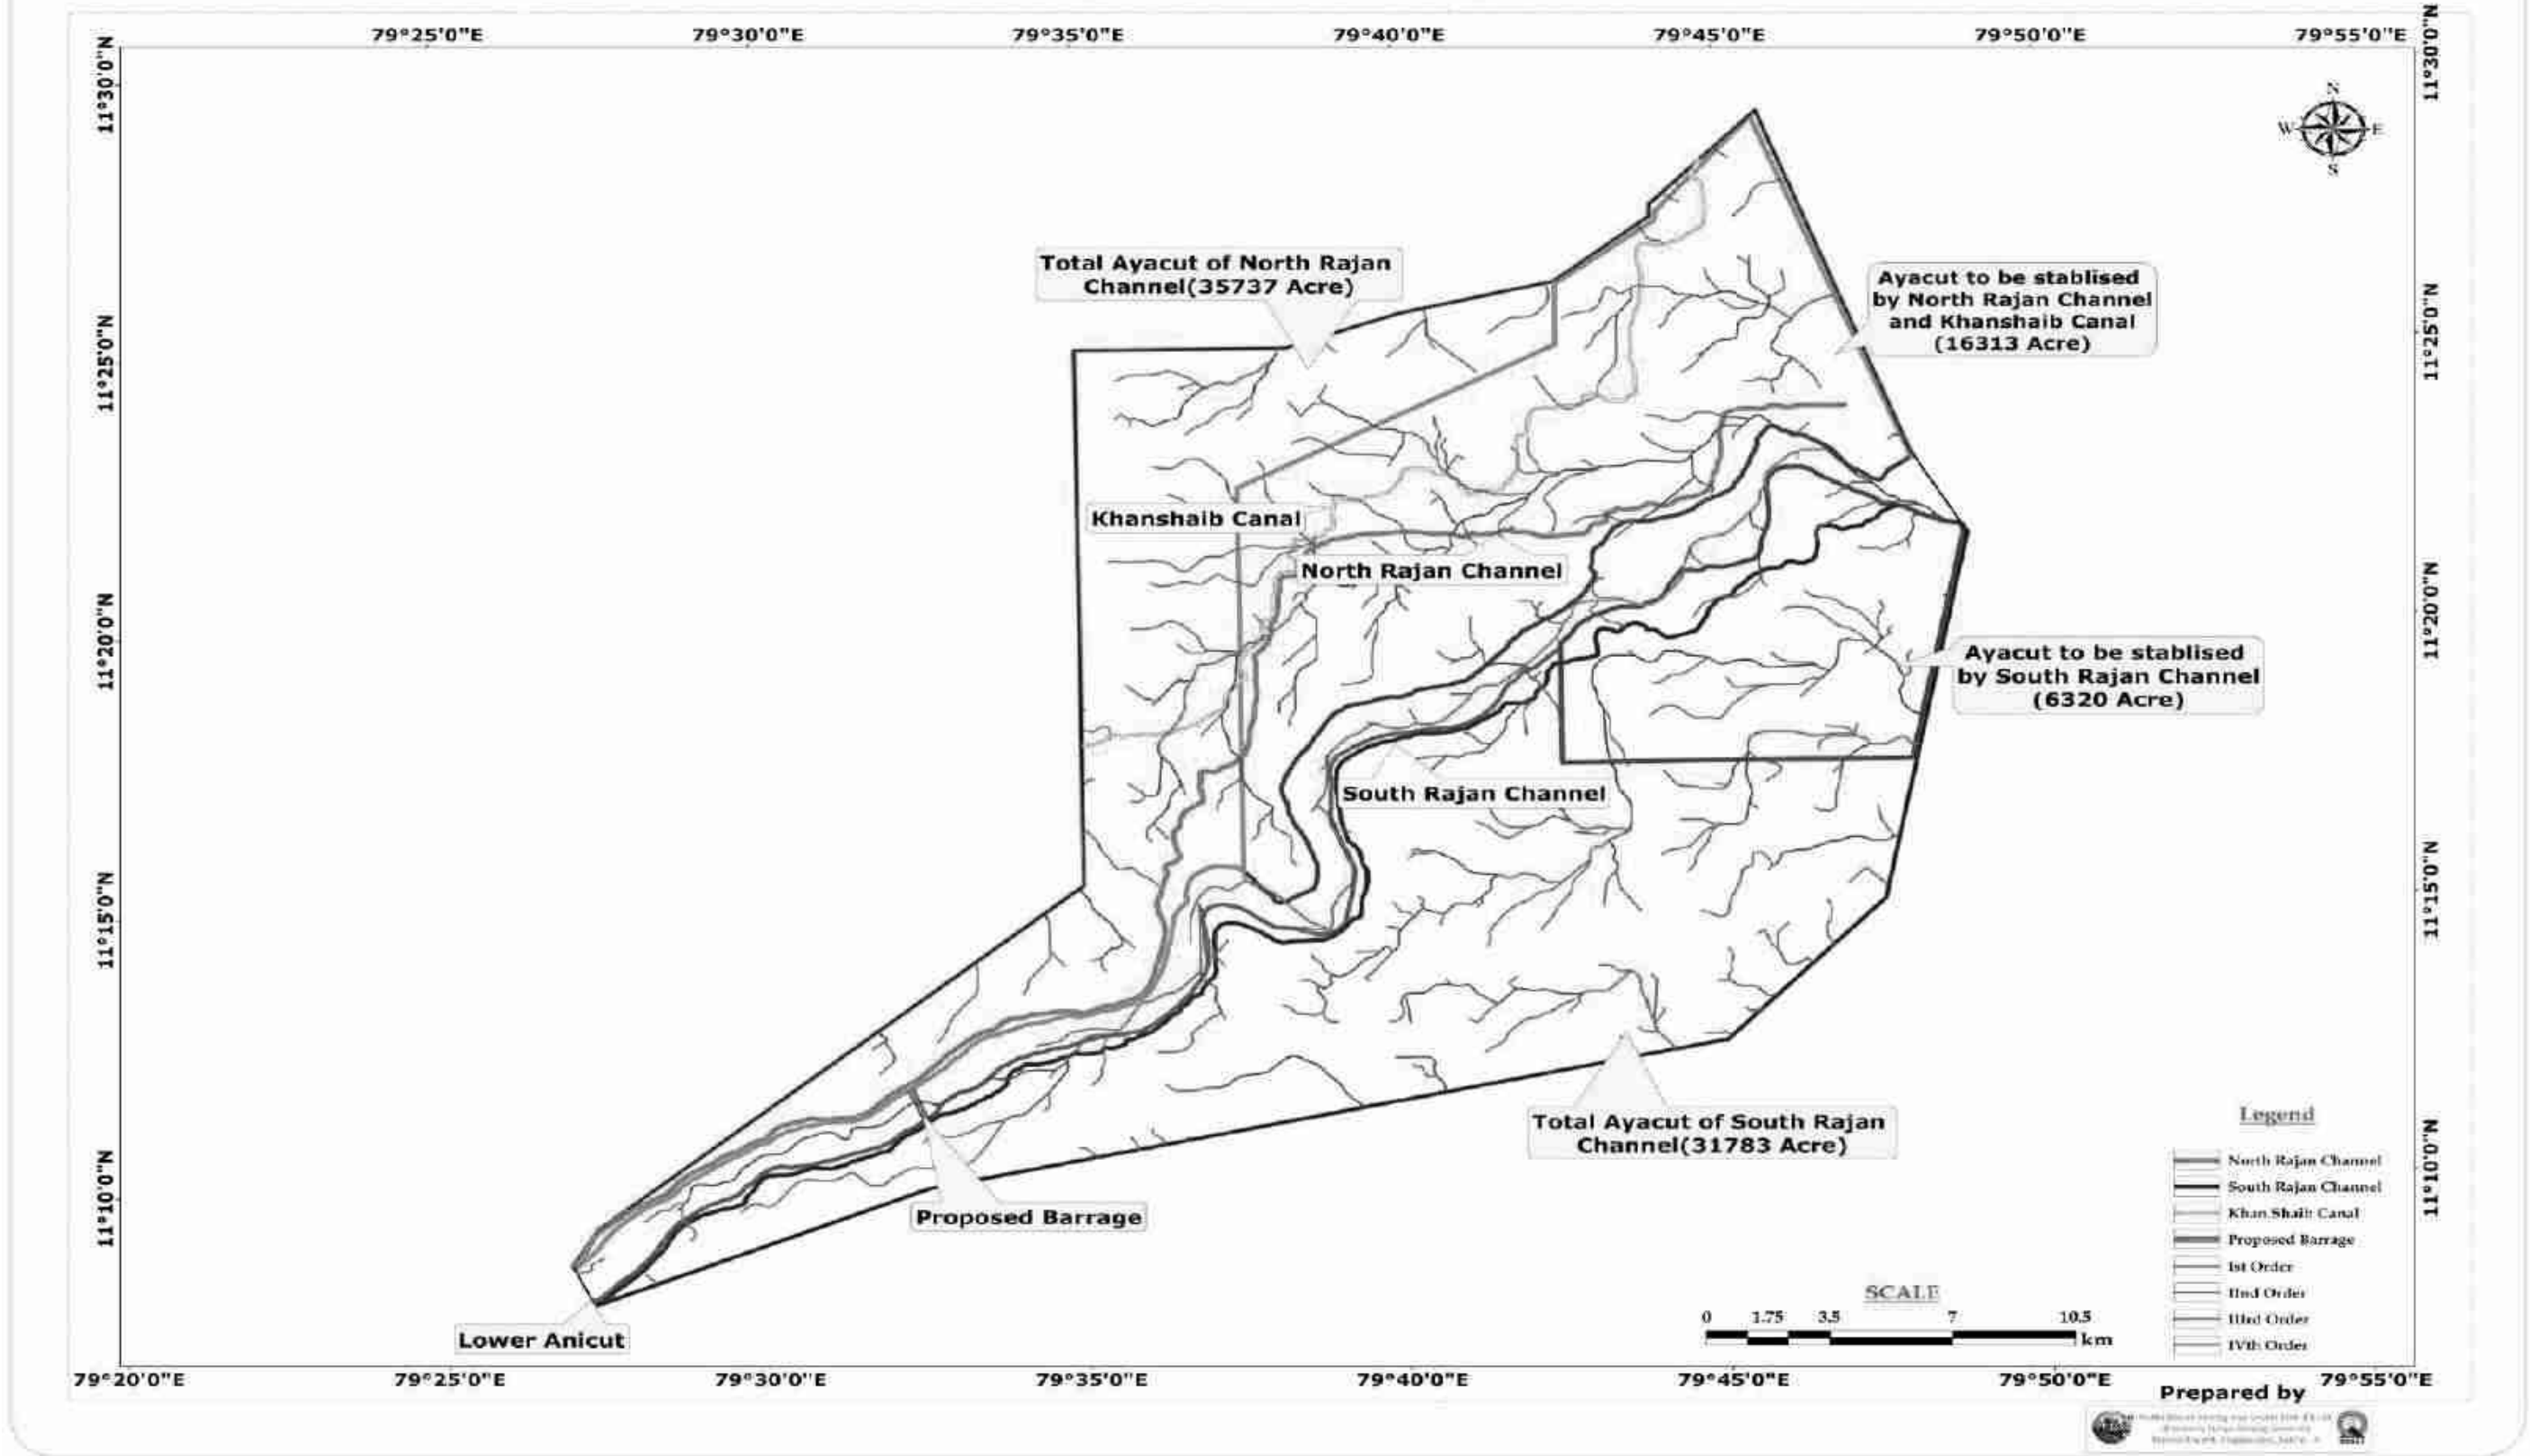 79°25'0"E 79°30'0"E 79°35'0"E 79°40'0"E 79°45'0"E 79°50'0"E 79°55'0"E
11°30'0"N
11°30'0"N
N
W E
S
Total Ayacut of North Rajan
Channel(35737 Acre)
Ayacut to be stablised
by North Rajan Channel
and Khanshaib Canal
(16313 Acre)
11°25'0"N
11°25'0"N
Khanshaib Canal
North Rajan Channel
11°20'0"N
11°20'0"N
Ayacut to be stablised
by South Rajan Channel
(6320 Acre)
South Rajan Channel
11°15'0"N
11°15'0"N
Total Ayacut of South Rajan
Channel(31783 Acre)
11°10'0"N
11°10'0"N
Proposed Barrage
Lower Anicut
Legend
North Rajan Channel
South Rajan Channel
Khan Shaib Canal
Proposed Barrage
Ist Order
IInd Order
IIIrd Order
IVth Order
SCALE
0 1.75 3.5 7 10.5
km
79°20'0"E 79°25'0"E 79°30'0"E 79°35'0"E 79°40'0"E 79°45'0"E 79°50'0"E 79°55'0"E
Prepared by